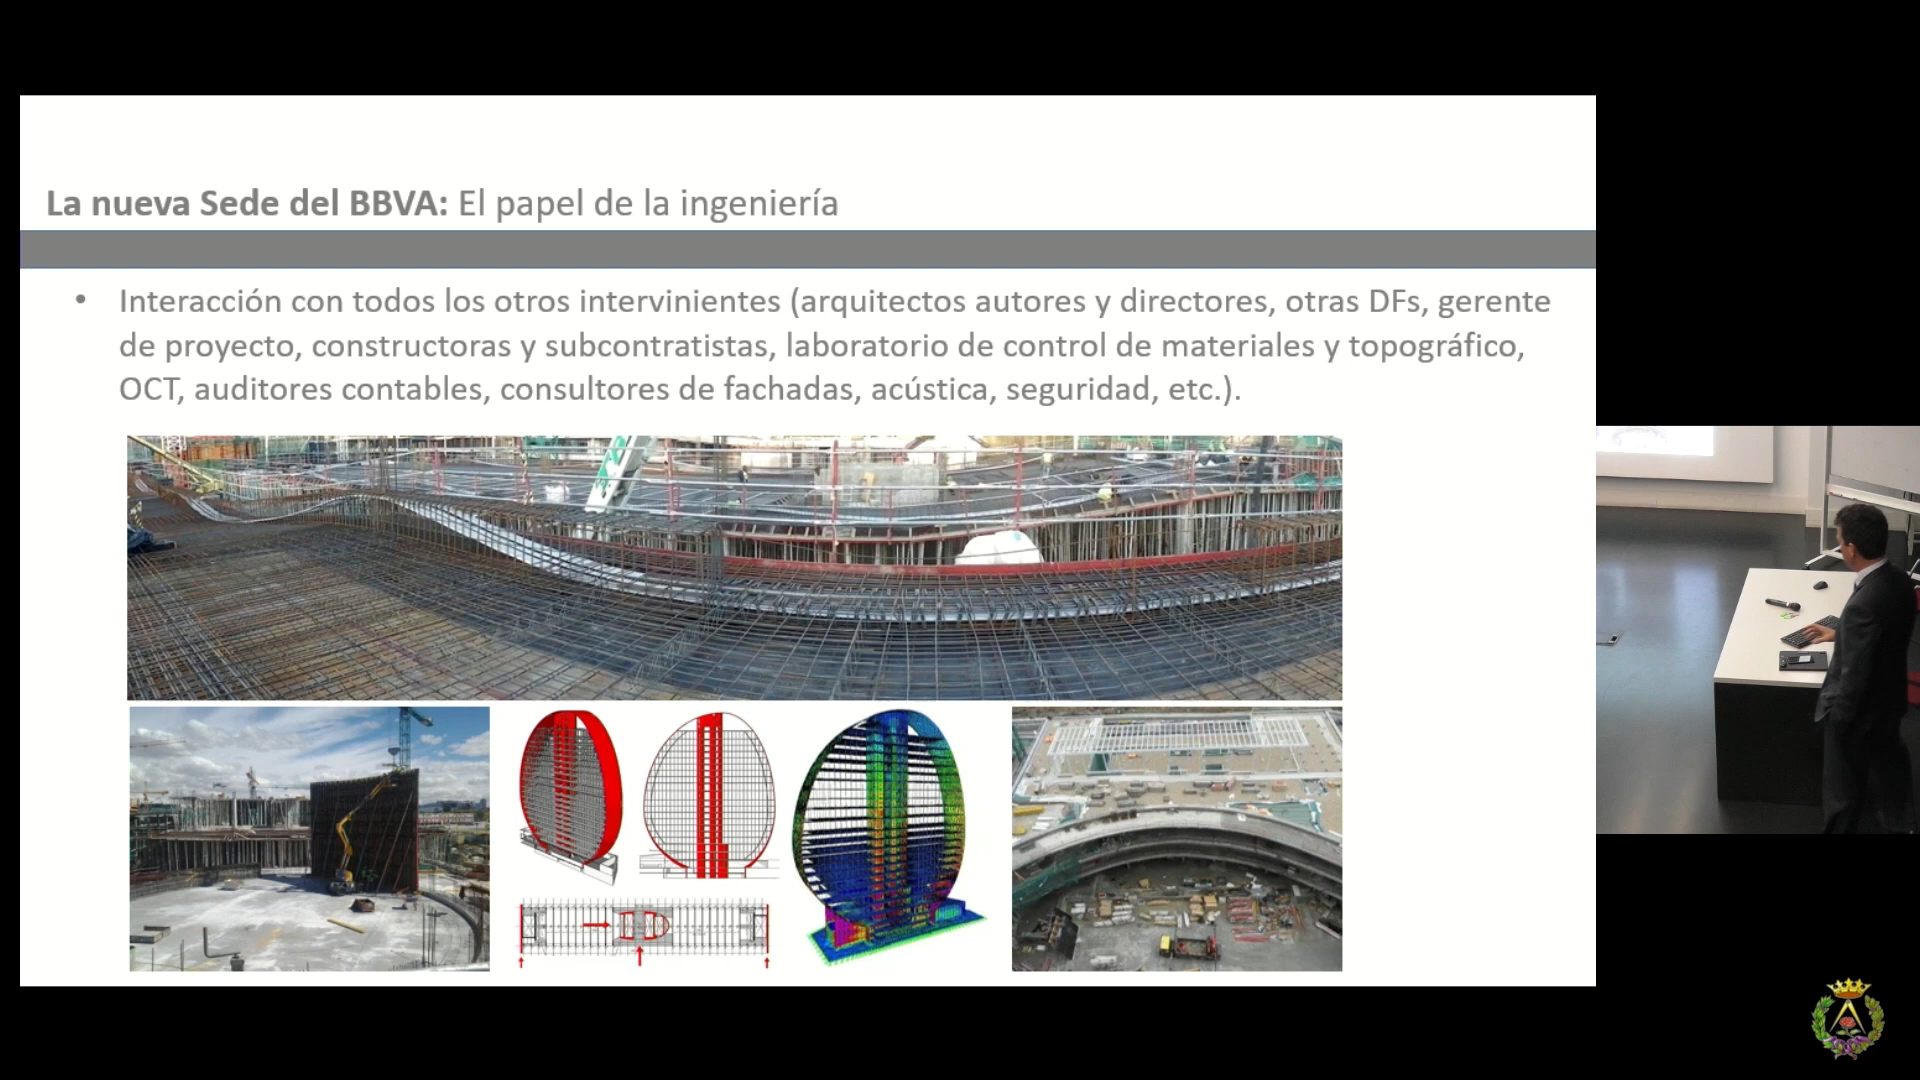 La nueva Sede del BBVA: El papel de la ingeniería
• Interacción con todos los otros intervinientes (arquitectos autores y directores, otras DFs, gerente
de proyecto, constructoras y subcontratistas, laboratorio de control de materiales y topográfico,
OCT, auditores contables, consultores de fachadas, acústica, seguridad, etc.).